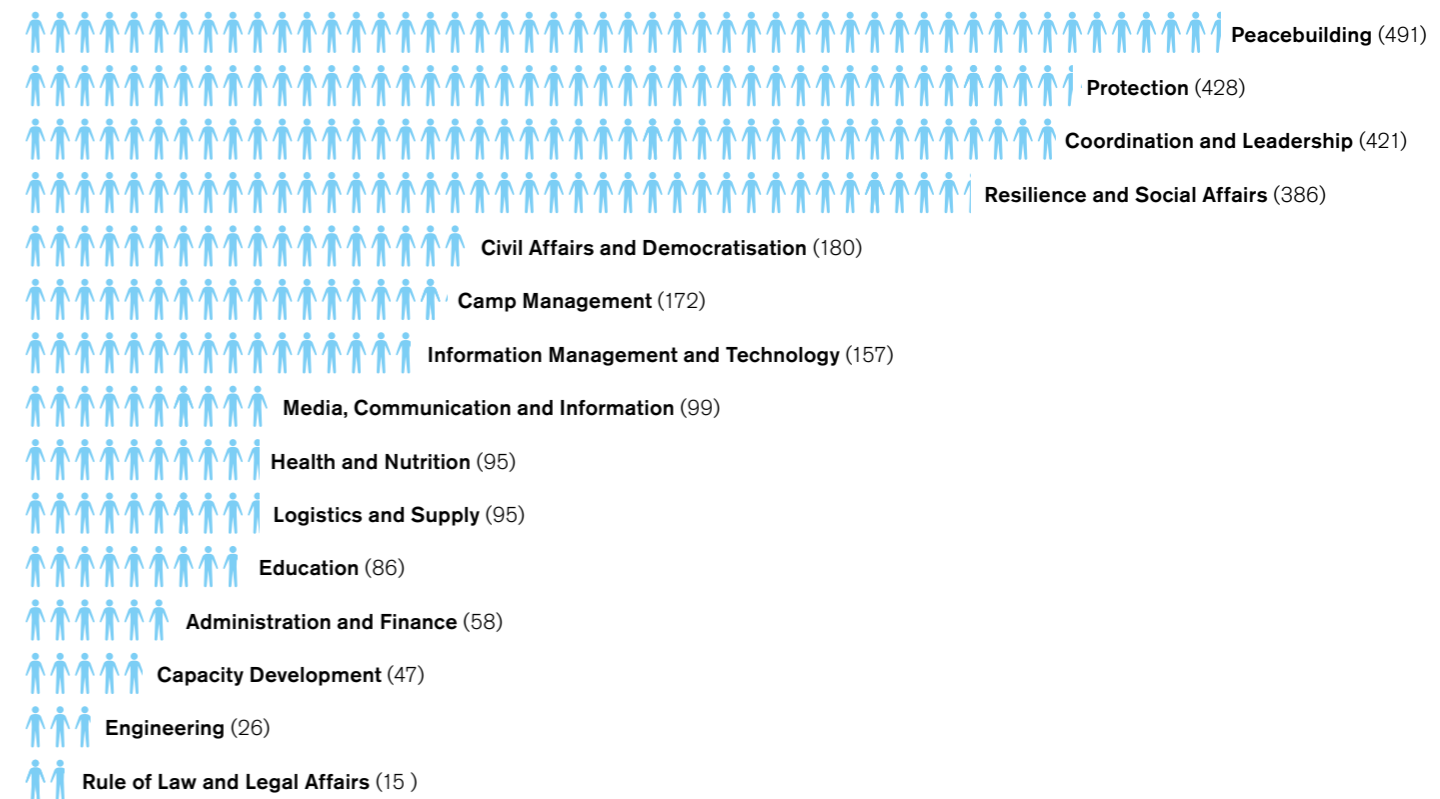 Peacebuilding (491)
Protection (428)
Coordination and Leadership (421)
Resilience and Social Affairs (386)
Civil Affairs and Democratisation (180)
Camp Management (172)
Information Management and Technology (157)
Media, Communication and Information (99)
Health and Nutrition (95)
Logistics and Supply (95)
Education (86)
Administration and Finance (58)
Capacity Development (47)
Engineering (26)
Rule of Law and Legal Affairs (15 )